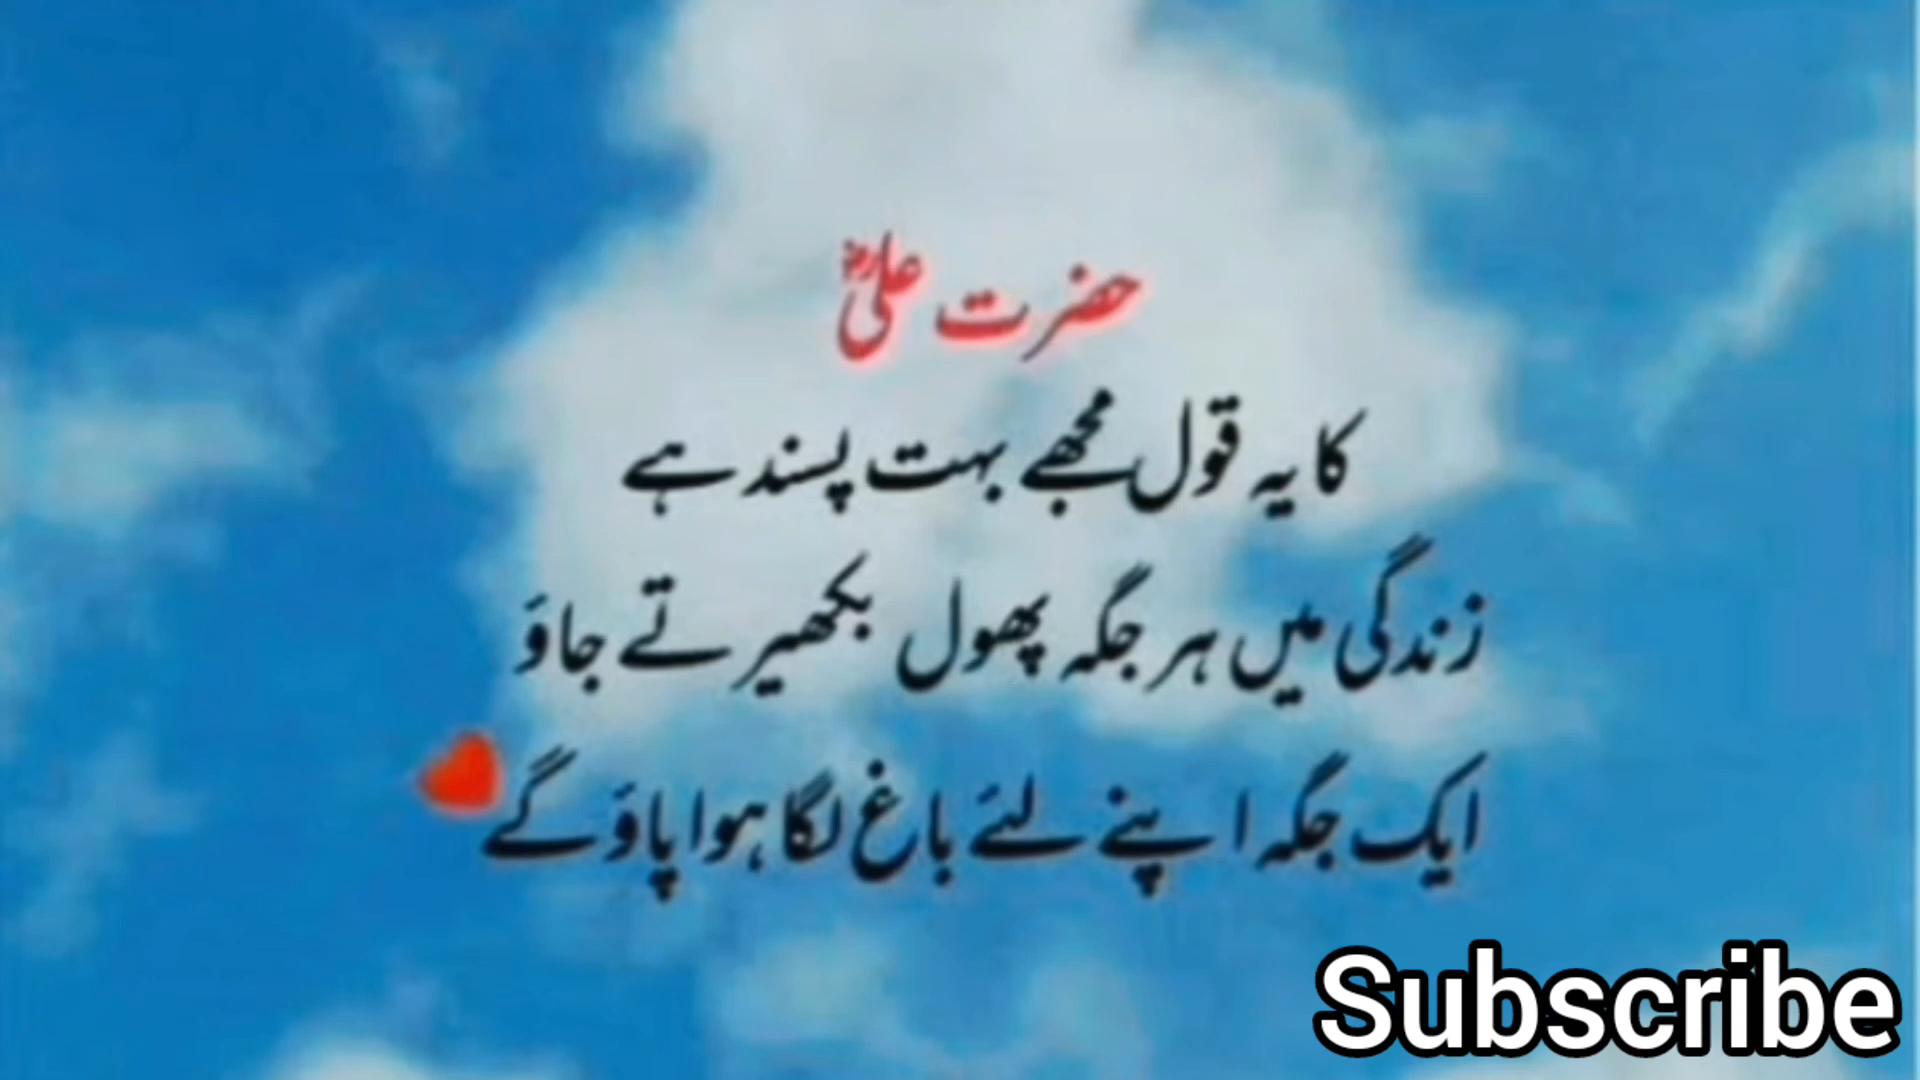 حضرت علیؓ
کا یہ قول مجھے بہت پسند ہے
زندگی میں ہر جگہ پھول بکھیرتے جاؤ
ایک جگہ اپنے لئے باغ لگا ہوا پاؤ گے
Subscribe